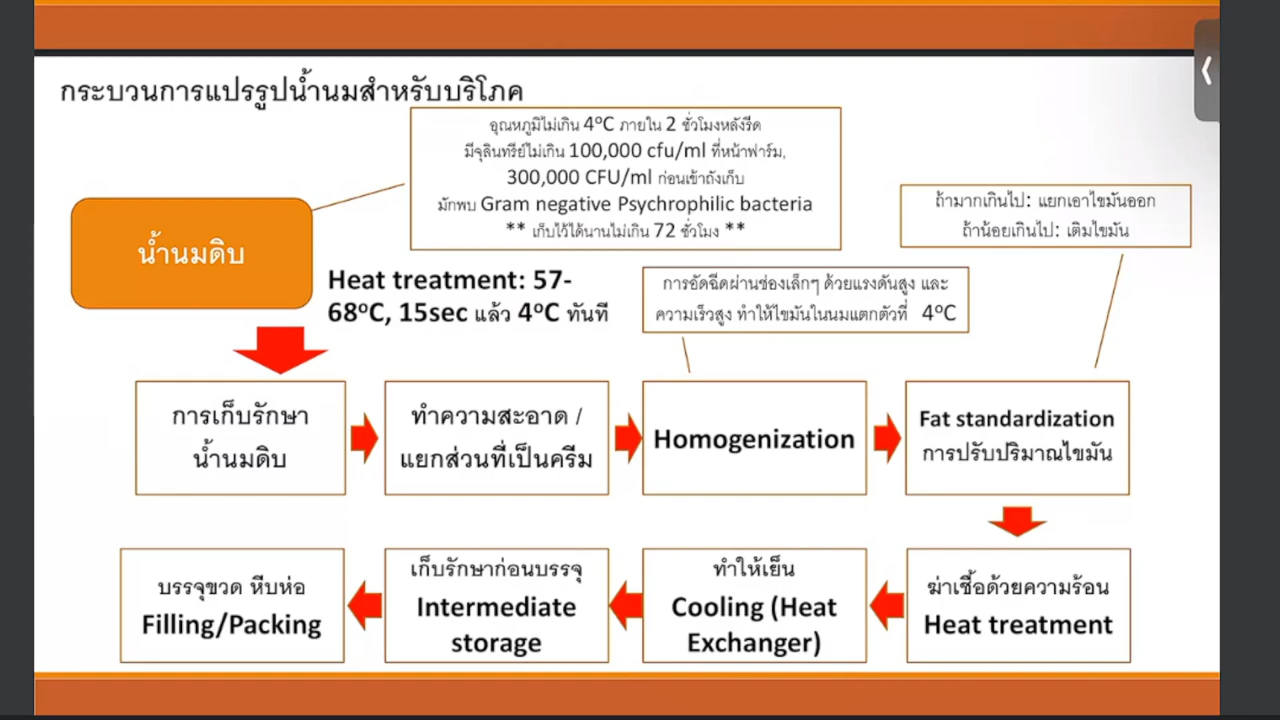 กระบวนการแปรรูปน้ำนมสำหรับบริโภค
อุณหภูมิไม่เกิน 4ºC ภายใน 2 ชั่วโมงหลังรีด
มีจุลินทรีย์ไม่เกิน 100,000 cfu/ml ที่หน้าฟาร์ม,
300,000 CFU/ml ก่อนเข้าถังเก็บ
มักพบ Gram negative Psychrophilic bacteria
** เก็บไว้ได้นานไม่เกิน 72 ชั่วโมง **
ถ้ามากเกินไป: แยกเอาไขมันออก
ถ้าน้อยเกินไป: เติมไขมัน
น้ำนมดิบ
Heat treatment: 57-
68ºC, 15sec แล้ว 4ºC ทันที
การอัดฉีดผ่านช่องเล็กๆ ด้วยแรงดันสูง และ
ความเร็วสูง ทำให้ไขมันในนมแตกตัวที่ 4ºC
การเก็บรักษา
น้ำนมดิบ
ทำความสะอาด /
แยกส่วนที่เป็นครีม
Homogenization
Fat standardization
การปรับปริมาณไขมัน
บรรจุขวด หีบห่อ
Filling/Packing
เก็บรักษาก่อนบรรจุ
Intermediate
storage
ทำให้เย็น
Cooling (Heat
Exchanger)
ฆ่าเชื้อด้วยความร้อน
Heat treatment